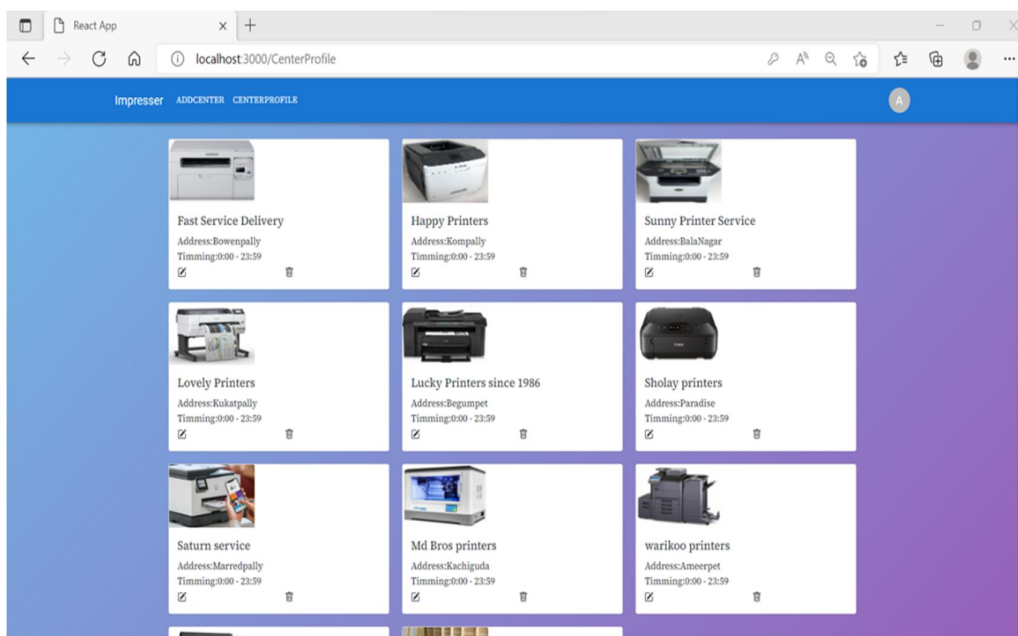 React App
localhost:3000/CenterProfile
Impresser ADDCENTER CENTERPROFILE A
Fast Service Delivery
Address:Bowenpally
Timming:0:00 - 23:59
Happy Printers
Address:Kompally
Timming:0:00 - 23:59
Sunny Printer Service
Address:BalaNagar
Timming:0:00 - 23:59
Lovely Printers
Address:Kukatpally
Timming:0:00 - 23:59
Lucky Printers since 1986
Address:Begumpet
Timming:0:00 - 23:59
Sholay printers
Address:Paradise
Timming:0:00 - 23:59
Saturn service
Address:Marredpally
Timming:0:00 - 23:59
Md Bros printers
Address:Kachiguda
Timming:0:00 - 23:59
warikoo printers
Address:Ameerpet
Timming:0:00 - 23:59